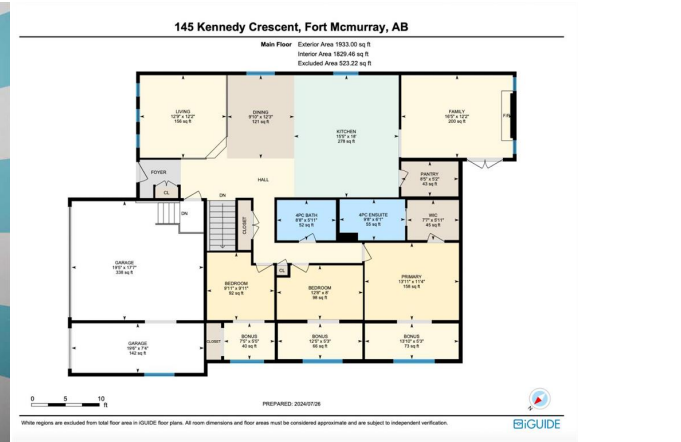 145 Kennedy Crescent, Fort Mcmurray, AB
Main Floor Exterior Area 1933.00 sq ft
Interior Area 1829.46 sq ft
Excluded Area 523.22 sq ft
LIVING
12'9" x 12'2"
156 sq ft
DINING
9'10" x 12'3"
121 sq ft
KITCHEN
15'5" x 18'
278 sq ft
FAMILY
16'5" x 12'2"
200 sq ft
F/P
FOYER
CL
HALL
PANTRY
8'5" x 5'2"
43 sq ft
DN
DN
CLOSET
4PC BATH
8'8" x 5'11"
52 sq ft
4PC ENSUITE
9'8" x 6'1"
55 sq ft
WIC
7'7" x 5'11"
45 sq ft
GARAGE
19'5" x 17'7"
338 sq ft
CL
BEDROOM
9'11" x 9'11"
92 sq ft
BEDROOM
12'6" x 8'
98 sq ft
PRIMARY
13'11" x 11'4"
158 sq ft
GARAGE
19'6" x 7'4"
142 sq ft
CLOSET
BONUS
7'5" x 5'5"
40 sq ft
BONUS
12'5" x 5'3"
66 sq ft
BONUS
13'10" x 5'3"
73 sq ft
0 5 10
ft
PREPARED: 2024/07/26
N
White regions are excluded from total floor area in iGUIDE floor plans. All room dimensions and floor areas must be considered approximate and are subject to independent verification.
iGUIDE